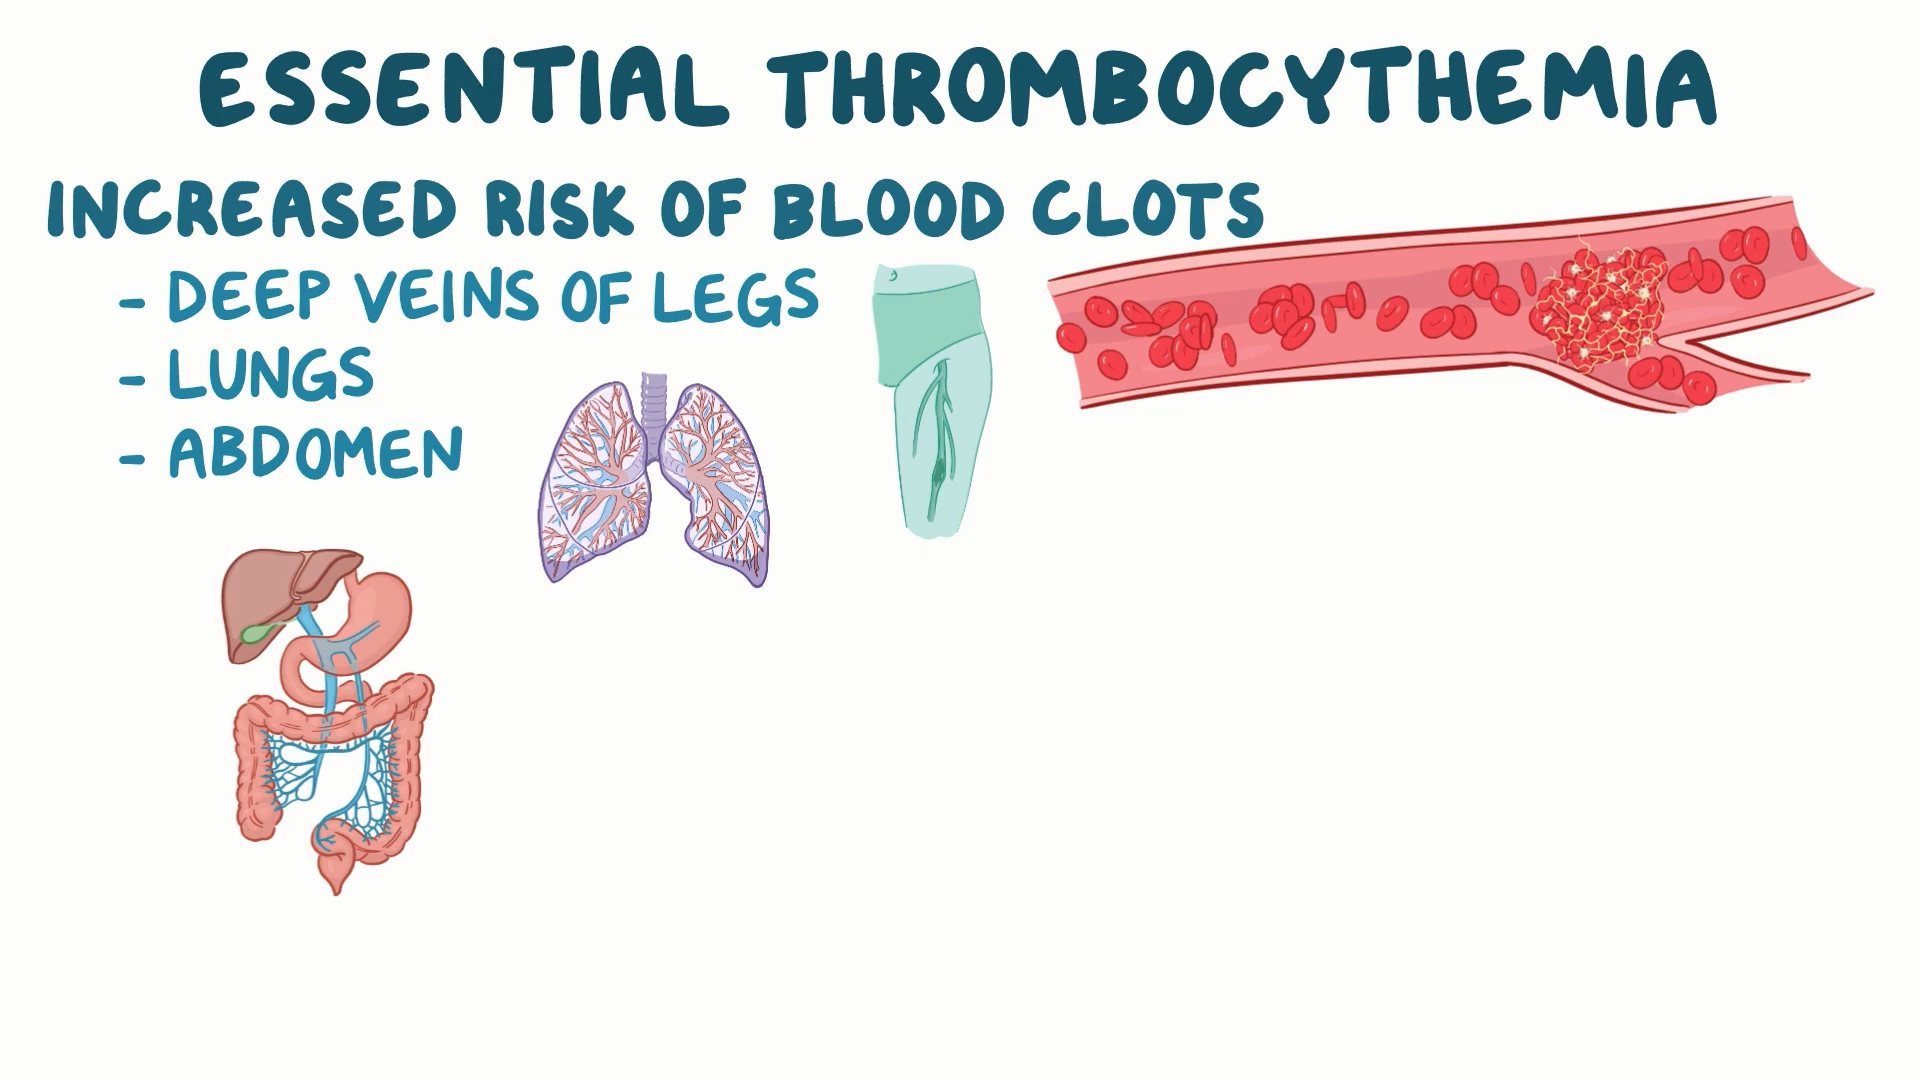 ESSENTIAL THROMBOCYTHEMIA
INCREASED RISK OF BLOOD CLOTS
- DEEP VEINS OF LEGS
- LUNGS
- ABDOMEN